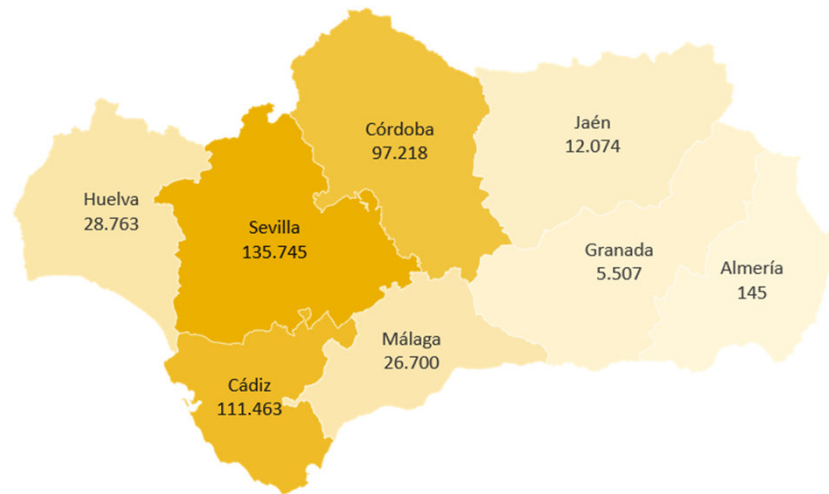 Córdoba
97.218
Jaén
12.074
Huelva
28.763
Sevilla
135.745
Granada
5.507
Almería
145
Málaga
26.700
Cádiz
111.463